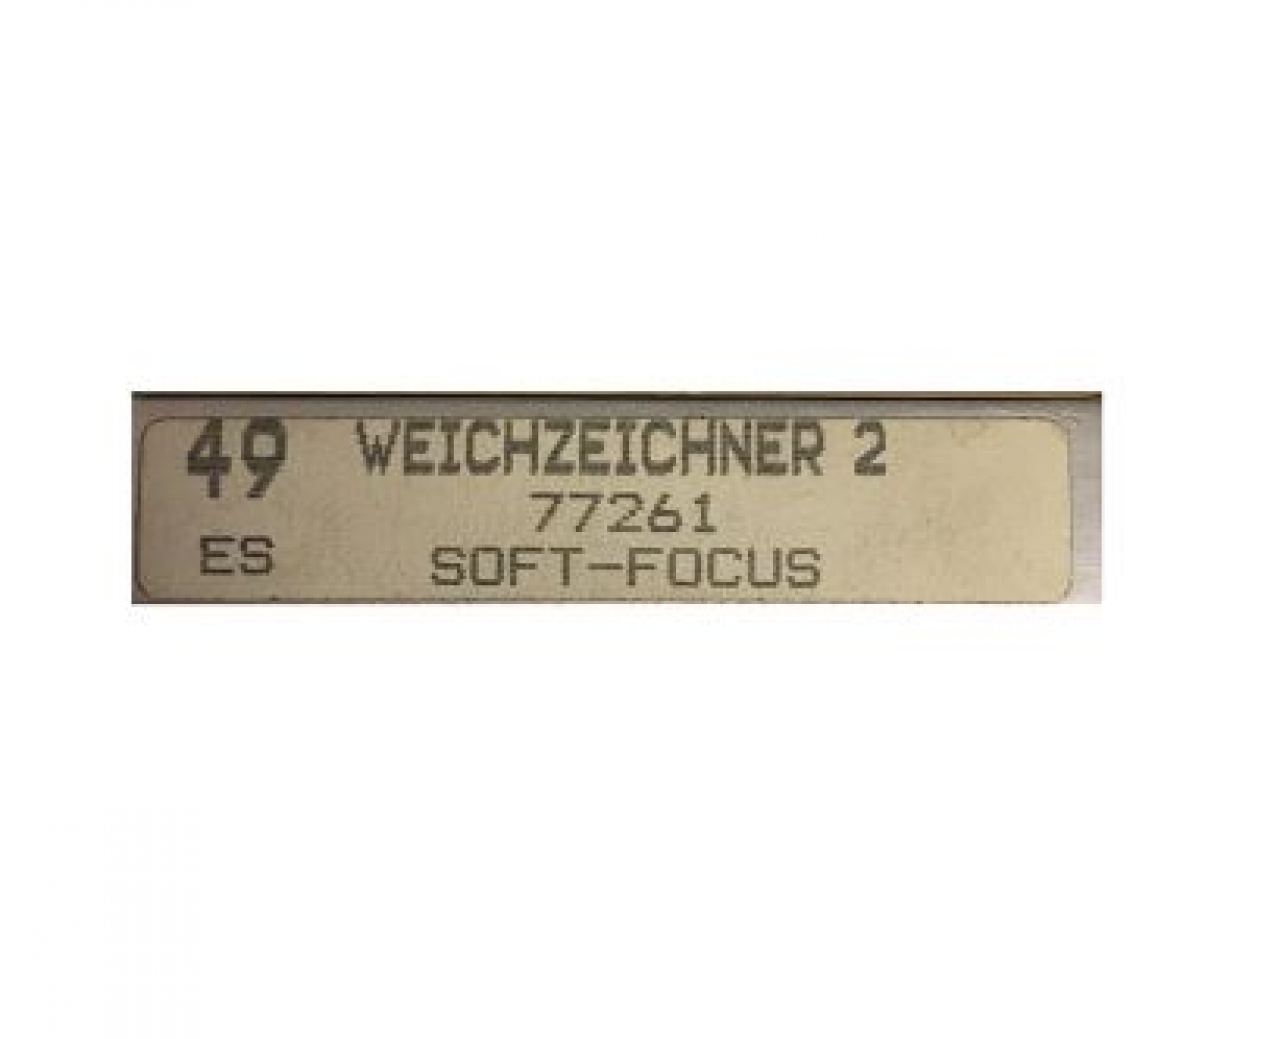 49 WEICHZEICHNER 2
77261
ES SOFT-FOCUS